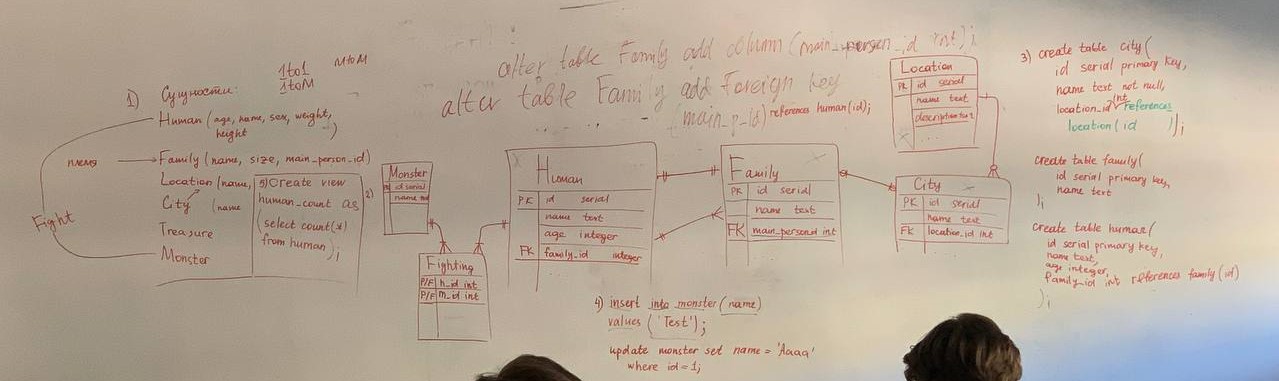 1to1 MtoM
1toM
1) Сущности:
Human (age, name, sex, weight,
height )
племя
Family (name, size, main_person_id)
Location (name,
City (name
Treasure
Monster
Fight
5) Create view
human_count as
(select count(*)
from human);
2)
alter table Family add column (main_person_id int);
alter table Family add Foreign key
(main_p_id) references human(id);
Monster
id serial
name text
Fighting
P/F h_id int
P/F m_id int
Human
PK id serial
name text
age integer
FK family_id integer
Family
PK id serial
name text
FK main_person_id int
Location
PK id serial
name text
description text
City
PK id serial
name text
FK location_id int
3) create table city(
id serial primary key,
name text not null,
location_id int references
location (id );
create table family(
id serial primary key,
name text
);
create table human(
id serial primary key,
name text,
age integer,
family_id int references family(id)
);
4) insert into monster (name)
values ('Test');
update monster set name = 'Aaaa'
where id=1;